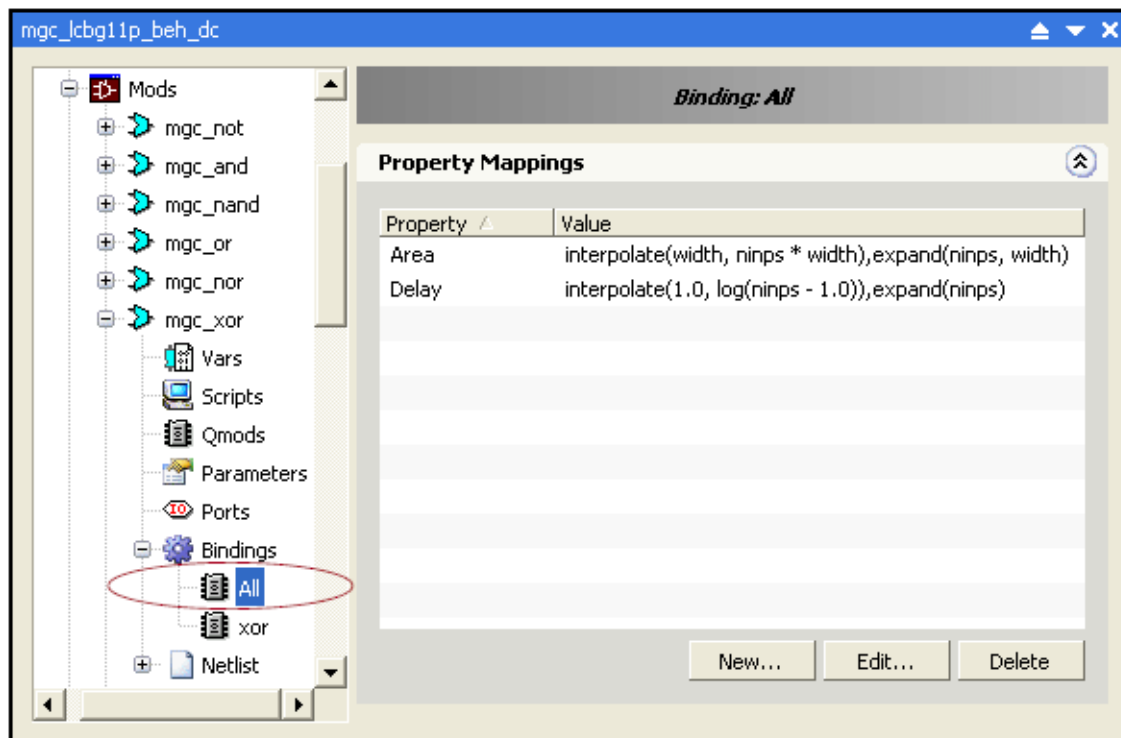 mgc_lcbg11p_beh_dc
Mods
mgc_not
mgc_and
mgc_nand
mgc_or
mgc_nor
mgc_xor
Vars
Scripts
Qmods
Parameters
IO Ports
Bindings
All
xor
Netlist
Binding: All
Property Mappings
Property Value
Area interpolate(width, ninps * width),expand(ninps, width)
Delay interpolate(1.0, log(ninps - 1.0)),expand(ninps)
New... Edit... Delete